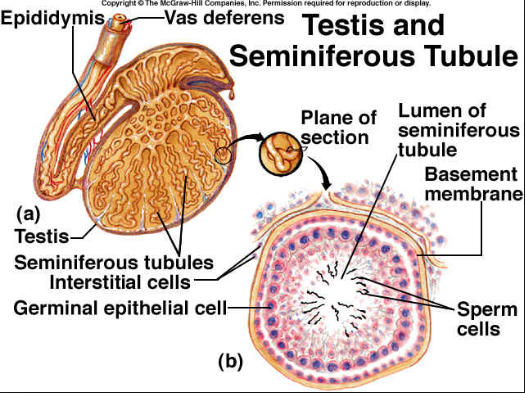 Copyright © The McGraw-Hill Companies, Inc. Permission required for reproduction or display.
Epididymis
Vas deferens
Testis and
Seminiferous Tubule
Plane of
section
Lumen of
seminiferous
tubule
Basement
membrane
(a)
Testis
Seminiferous tubules
Interstitial cells
Germinal epithelial cell
Sperm
cells
(b)